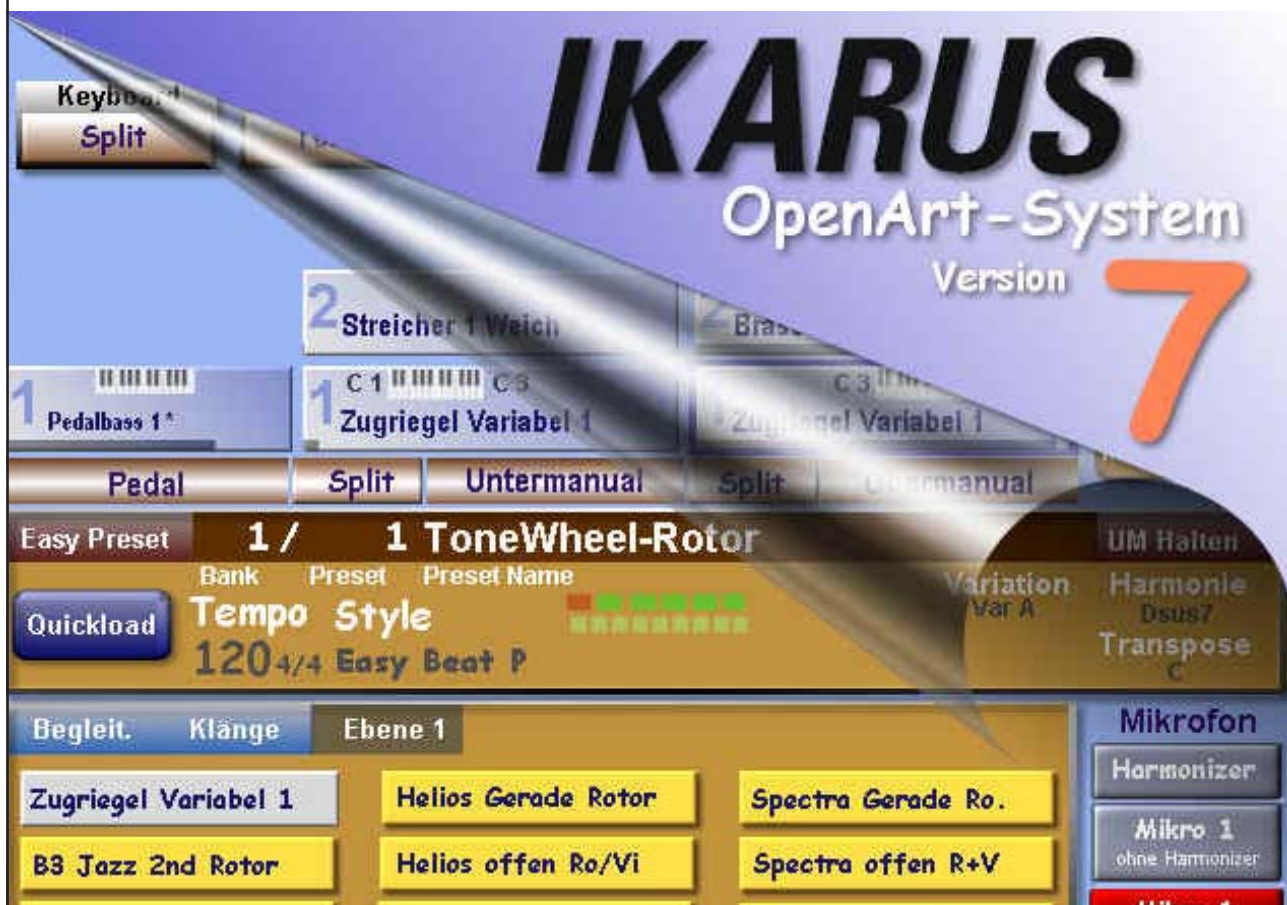 IKARUS
OpenArt-System
Version 7
Keyboard
Split
2 Streicher 1 Weich
2 Brass
1 Pedalbass 1*
C 1 C 3
1 Zugriegel Variabel 1
C 3
Zugriegel Variabel 1
Pedal Split Untermanual Split Untermanual
Easy Preset 1 / 1 ToneWheel-Rotor UM Halten
Bank Preset Preset Name Variation Harmonie
Quickload Tempo Style Var A Dsus7
Transpose
120 4/4 Easy Beat P C
Begleit. Klänge Ebene 1 Mikrofon
Zugriegel Variabel 1 Helios Gerade Rotor Spectra Gerade Ro. Harmonizer
B3 Jazz 2nd Rotor Helios offen Ro/Vi Spectra offen R+V Mikro 1
ohne Harmonizer